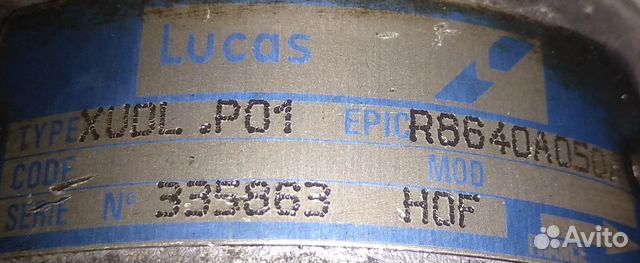 Lucas
TYPE XUDL .P01 EPIC R8640A050A
CODE MOD
SERIE N° 335863 HOF
Avito